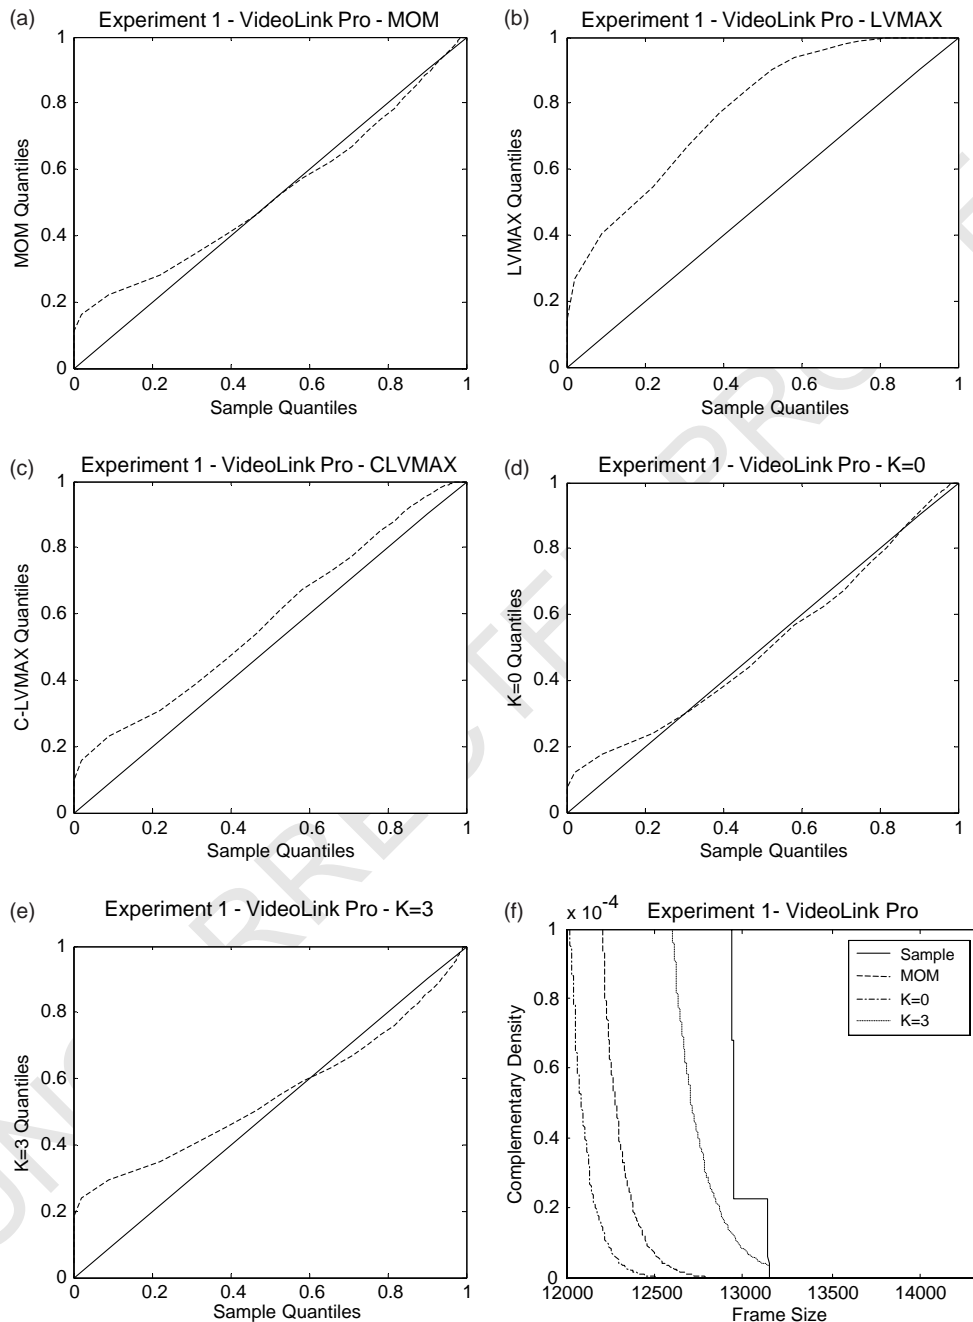 (a) Experiment 1 - VideoLink Pro - MOM
1
0.8
0.6
0.4
0.2
0
MOM Quantiles
0 0.2 0.4 0.6 0.8 1
Sample Quantiles
(b) Experiment 1 - VideoLink Pro - LVMAX
1
0.8
0.6
0.4
0.2
0
LVMAX Quantiles
0 0.2 0.4 0.6 0.8 1
Sample Quantiles
(c) Experiment 1 - VideoLink Pro - CLVMAX
1
0.8
0.6
0.4
0.2
0
C-LVMAX Quantiles
0 0.2 0.4 0.6 0.8 1
Sample Quantiles
(d) Experiment 1 - VideoLink Pro - K=0
1
0.8
0.6
0.4
0.2
0
K=0 Quantiles
0 0.2 0.4 0.6 0.8 1
Sample Quantiles
(e) Experiment 1 - VideoLink Pro - K=3
1
0.8
0.6
0.4
0.2
0
K=3 Quantiles
0 0.2 0.4 0.6 0.8 1
Sample Quantiles
(f) x 10-4 Experiment 1- VideoLink Pro
1
0.8
0.6
0.4
0.2
0
Complementary Density
Sample
MOM
K=0
K=3
12000 12500 13000 13500 14000
Frame Size